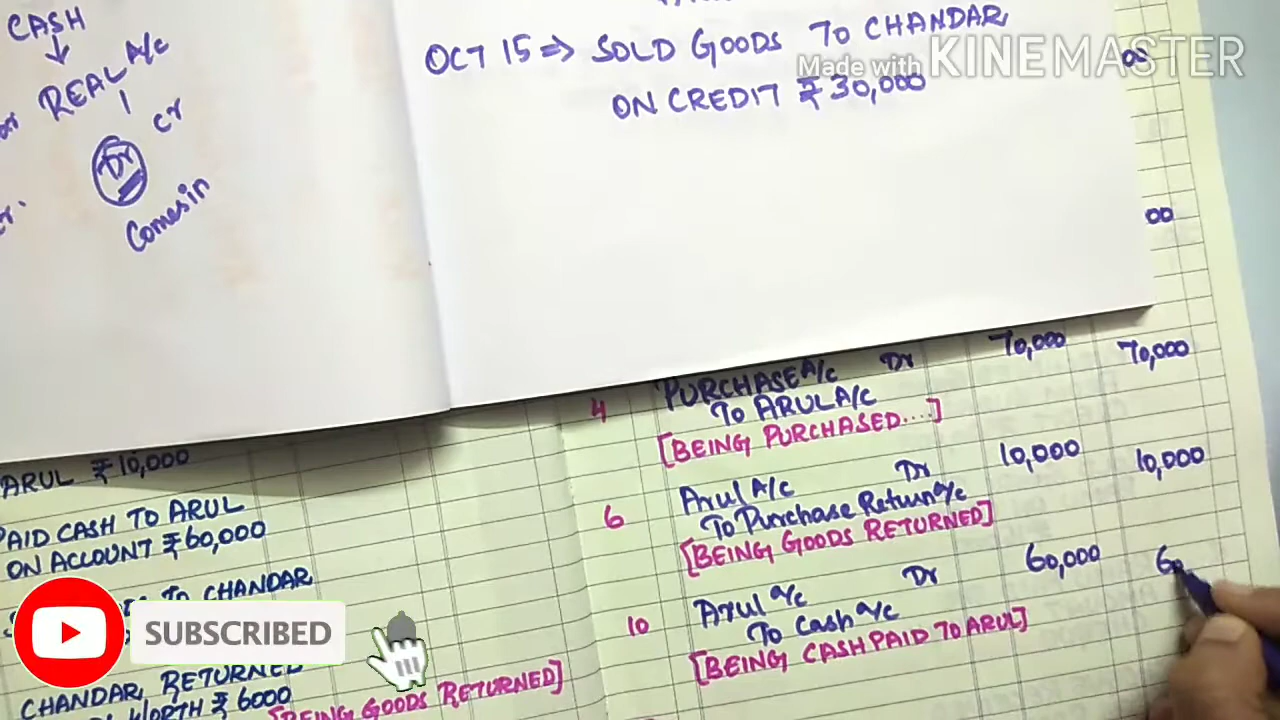 CASH
REAL A/c
Dr
Cr
Comes in
OCT 15 ⇒ SOLD GOODS TO CHANDAR
ON CREDIT ₹30,000
Made with KINEMASTER
00
4 PURCHASE A/c Dr 70,000 70,000
To ARUL A/c
[BEING PURCHASED....]
6 Arul A/c Dr 10,000 10,000
To Purchase Return a/c
[BEING GOODS RETURNED]
10 Arul a/c Dr 60,000 60
To Cash a/c
[BEING CASH PAID TO ARUL]
ARUL ₹10,000
PAID CASH TO ARUL
ON ACCOUNT ₹60,000
TO CHANDAR
SUBSCRIBED
CHANDAR RETURNED
WORTH ₹6000
[BEING GOODS RETURNED]